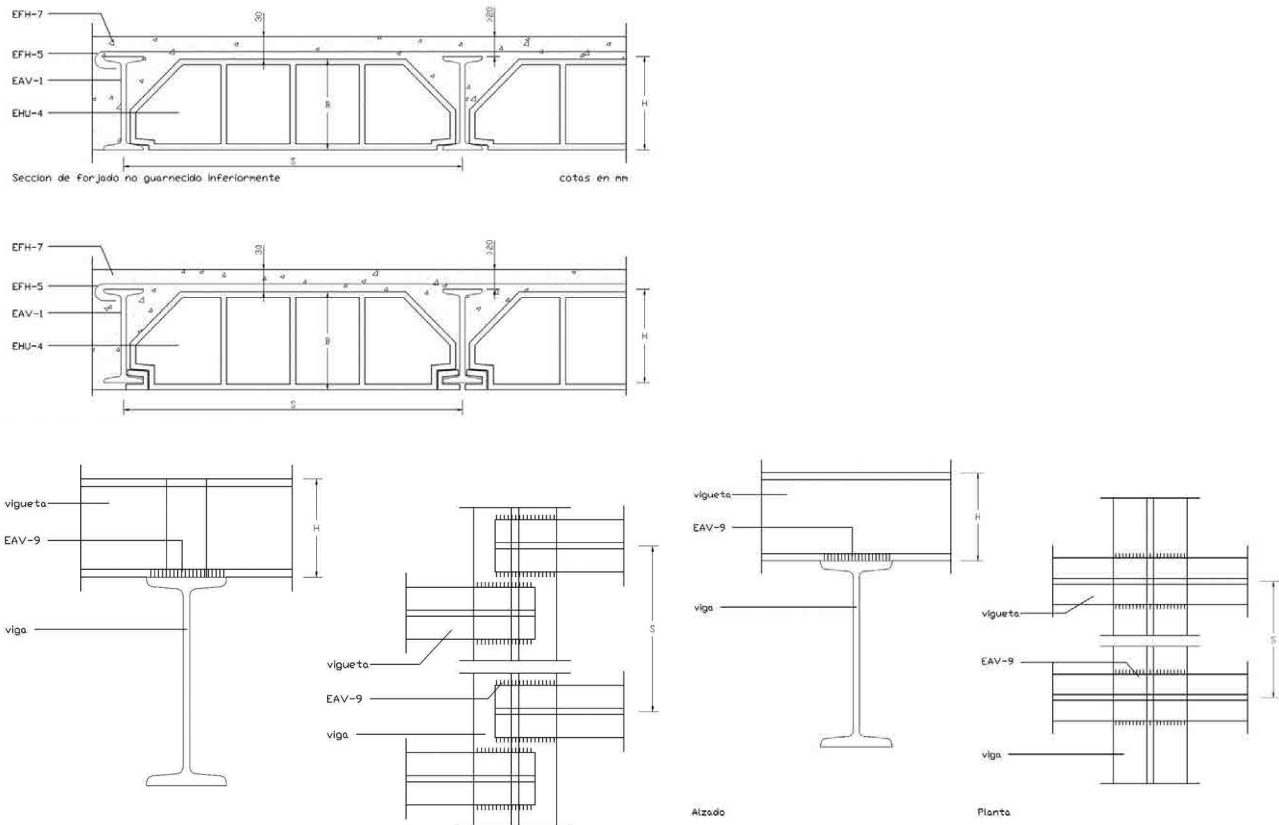 EFH-7
EFH-5
EAV-1
EHU-4
30
≥20
B
H
S
Seccion de forjado no guarnecido inferiormente
cotas en mm
EFH-7
EFH-5
EAV-1
EHU-4
30
≥20
B
H
S
vigueta
EAV-9
viga
H
vigueta
EAV-9
viga
S
vigueta
EAV-9
viga
H
Alzado
vigueta
EAV-9
viga
S
Planta